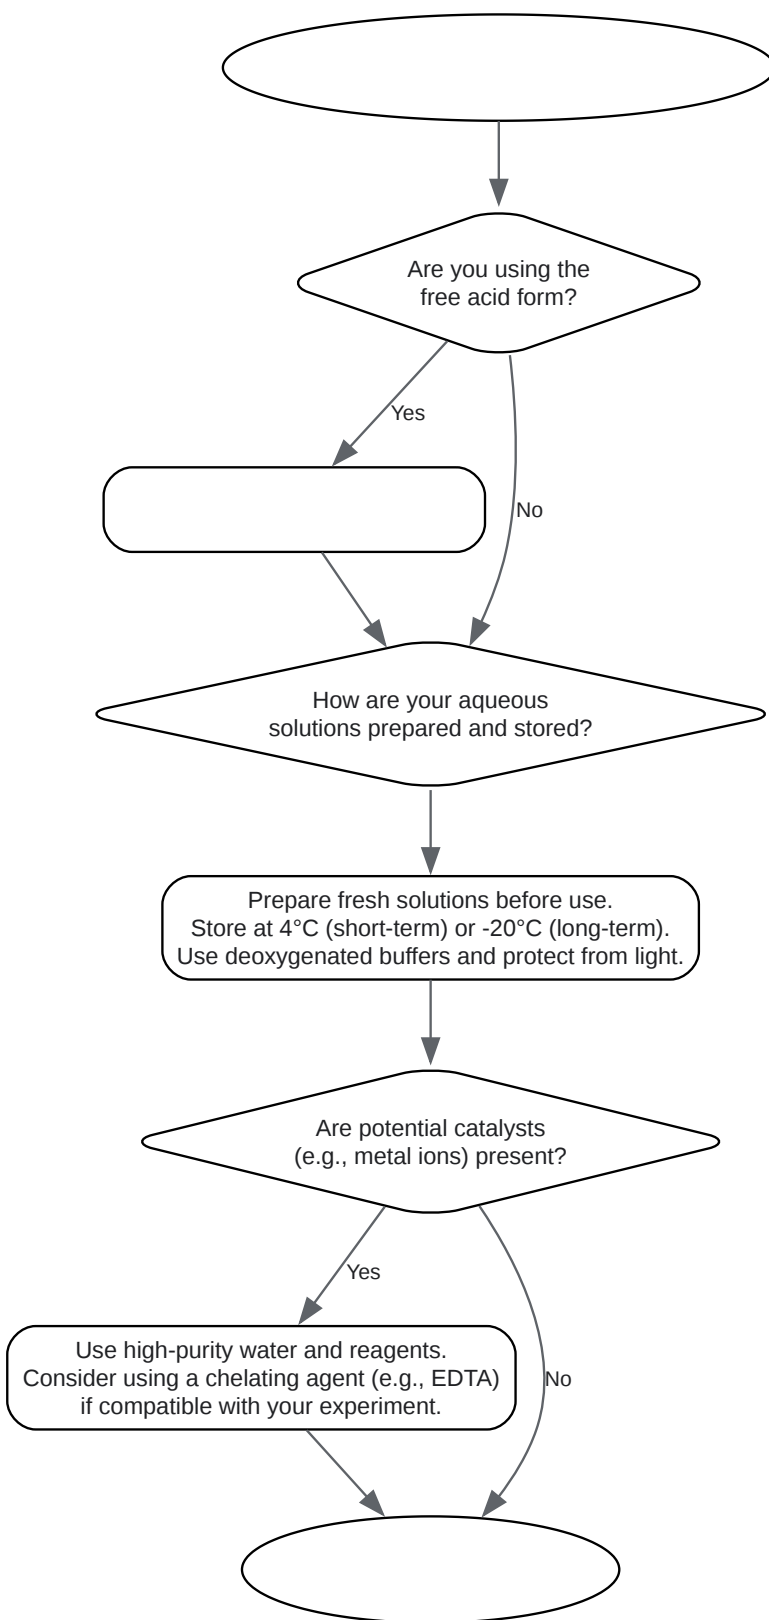 Are you using the
free acid form?
Yes
No
How are your aqueous
solutions prepared and stored?
Prepare fresh solutions before use.
Store at 4°C (short-term) or -20°C (long-term).
Use deoxygenated buffers and protect from light.
Are potential catalysts
(e.g., metal ions) present?
Yes
Use high-purity water and reagents.
Consider using a chelating agent (e.g., EDTA)
if compatible with your experiment.
No